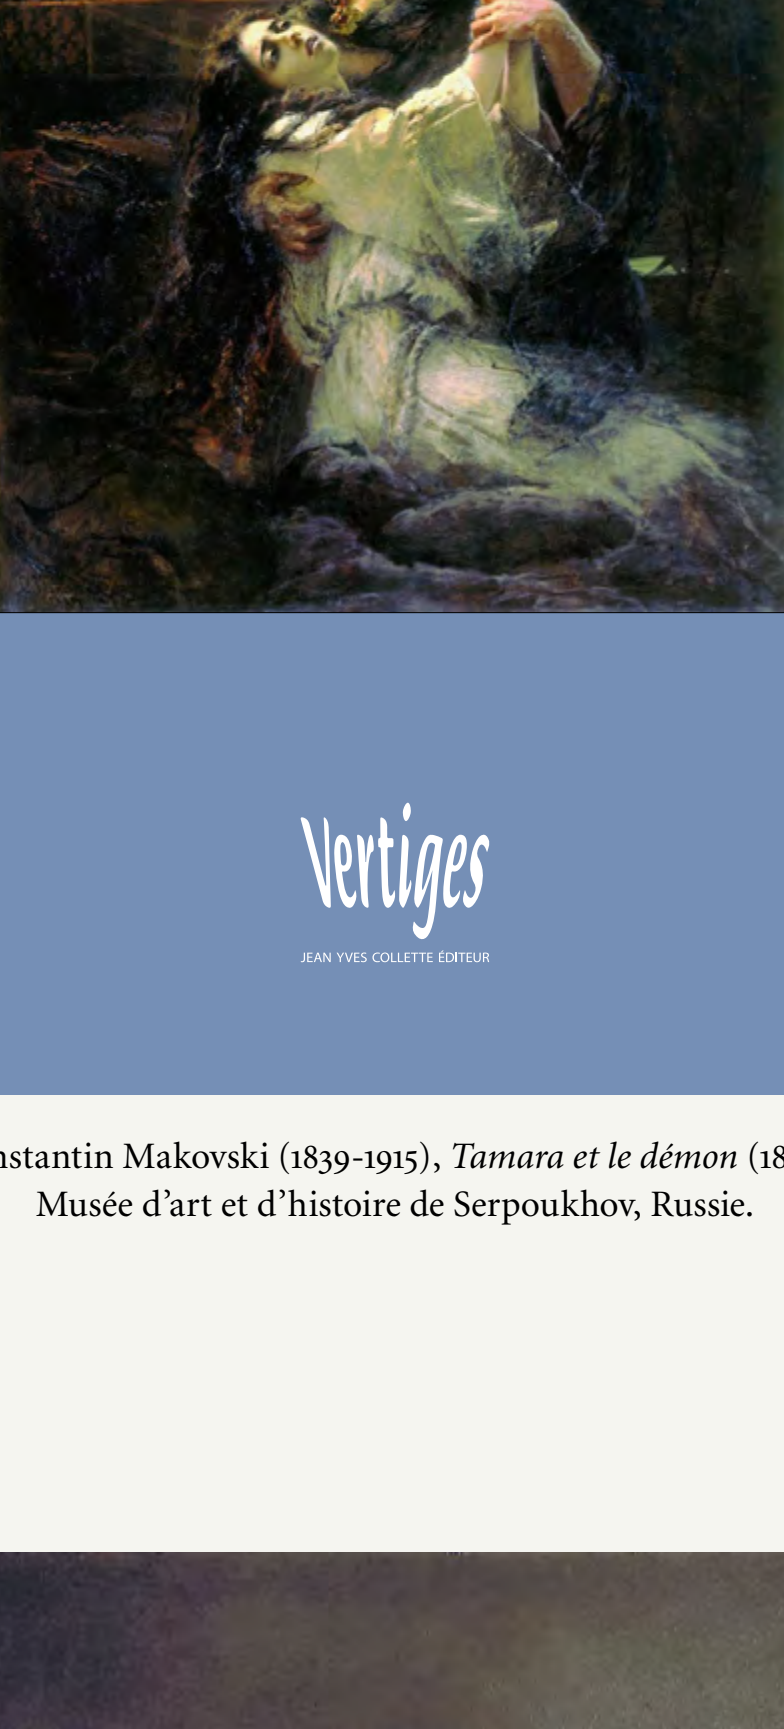 Vertiges
JEAN YVES COLLETTE ÉDITEUR
nstantin Makovski (1839-1915), Tamara et le démon (18
Musée d’art et d’histoire de Serpoukhov, Russie.